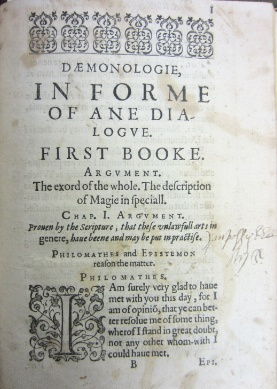 1
DÆMONOLOGIE,
IN FORME
OF ANE DIA-
LOGVE.
FIRST BOOKE.
ARGVMENT.
The exord of the whole. The description
of Magie in speciall.
CHAP. I. ARGVMENT.
Proven by the Scripture, that these vnlawfull arts in
genere, haue beene and may be put in practise.
PHILOMATHES and EPISTEMON
reason the matter.
PHILOMATHES.
I Am surely very glad to haue
met with you this day, for I
am of opiniō, that ye can bet-
ter resolue me of some thing,
wherof I stand in great doubt,
nor any other whom-with I
could haue met.
B EPI.